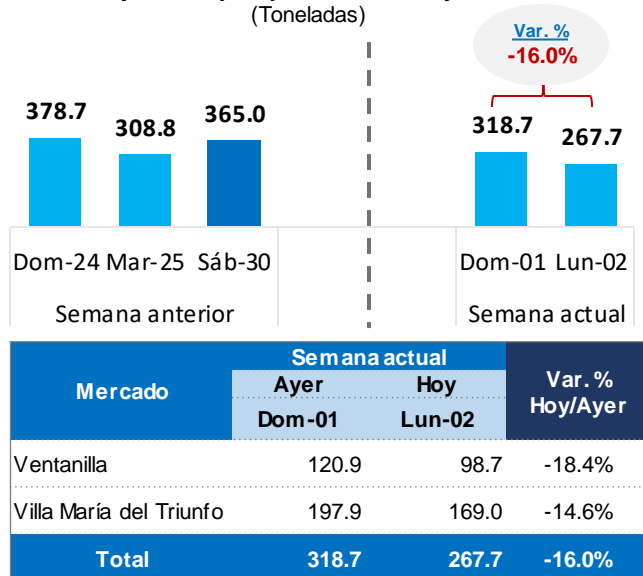 (Toneladas)
Var. %
-16.0%
378.7 308.8 365.0 318.7 267.7
Dom-24 Mar-25 Sáb-30 Dom-01 Lun-02
Semana anterior Semana actual
Mercado Semana actual Var. % Hoy/Ayer
Ayer Hoy
Dom-01 Lun-02
Ventanilla 120.9 98.7 -18.4%
Villa María del Triunfo 197.9 169.0 -14.6%
Total 318.7 267.7 -16.0%